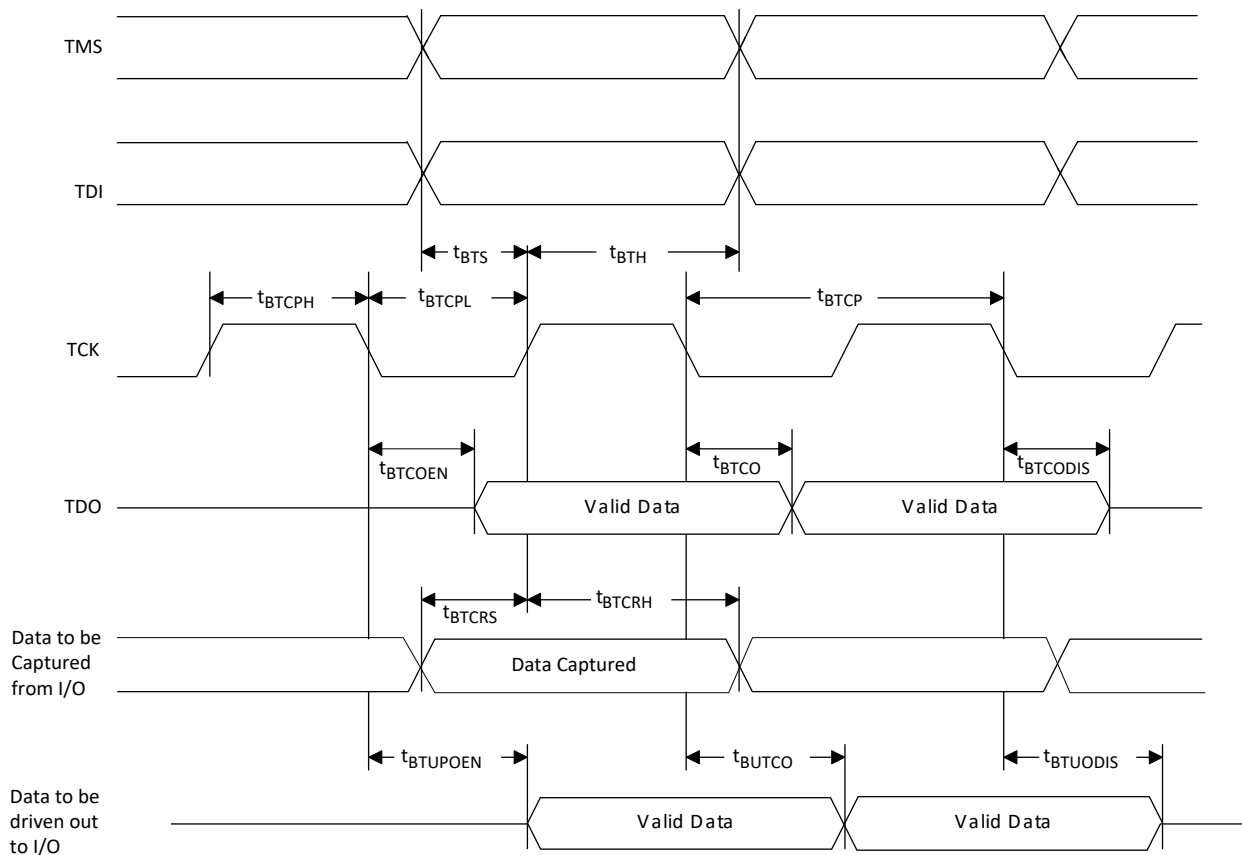 TMS
TDI
tBTS
tBTH
tBTCPH
tBTCPL
tBTCP
TCK
tBTCOEN
tBTCO
tBTCODIS
TDO
Valid Data
Valid Data
tBTCRS
tBTCRH
Data to be
Captured
from I/O
Data Captured
tBTUPOEN
tBUTCO
tBTUODIS
Data to be
driven out
to I/O
Valid Data
Valid Data